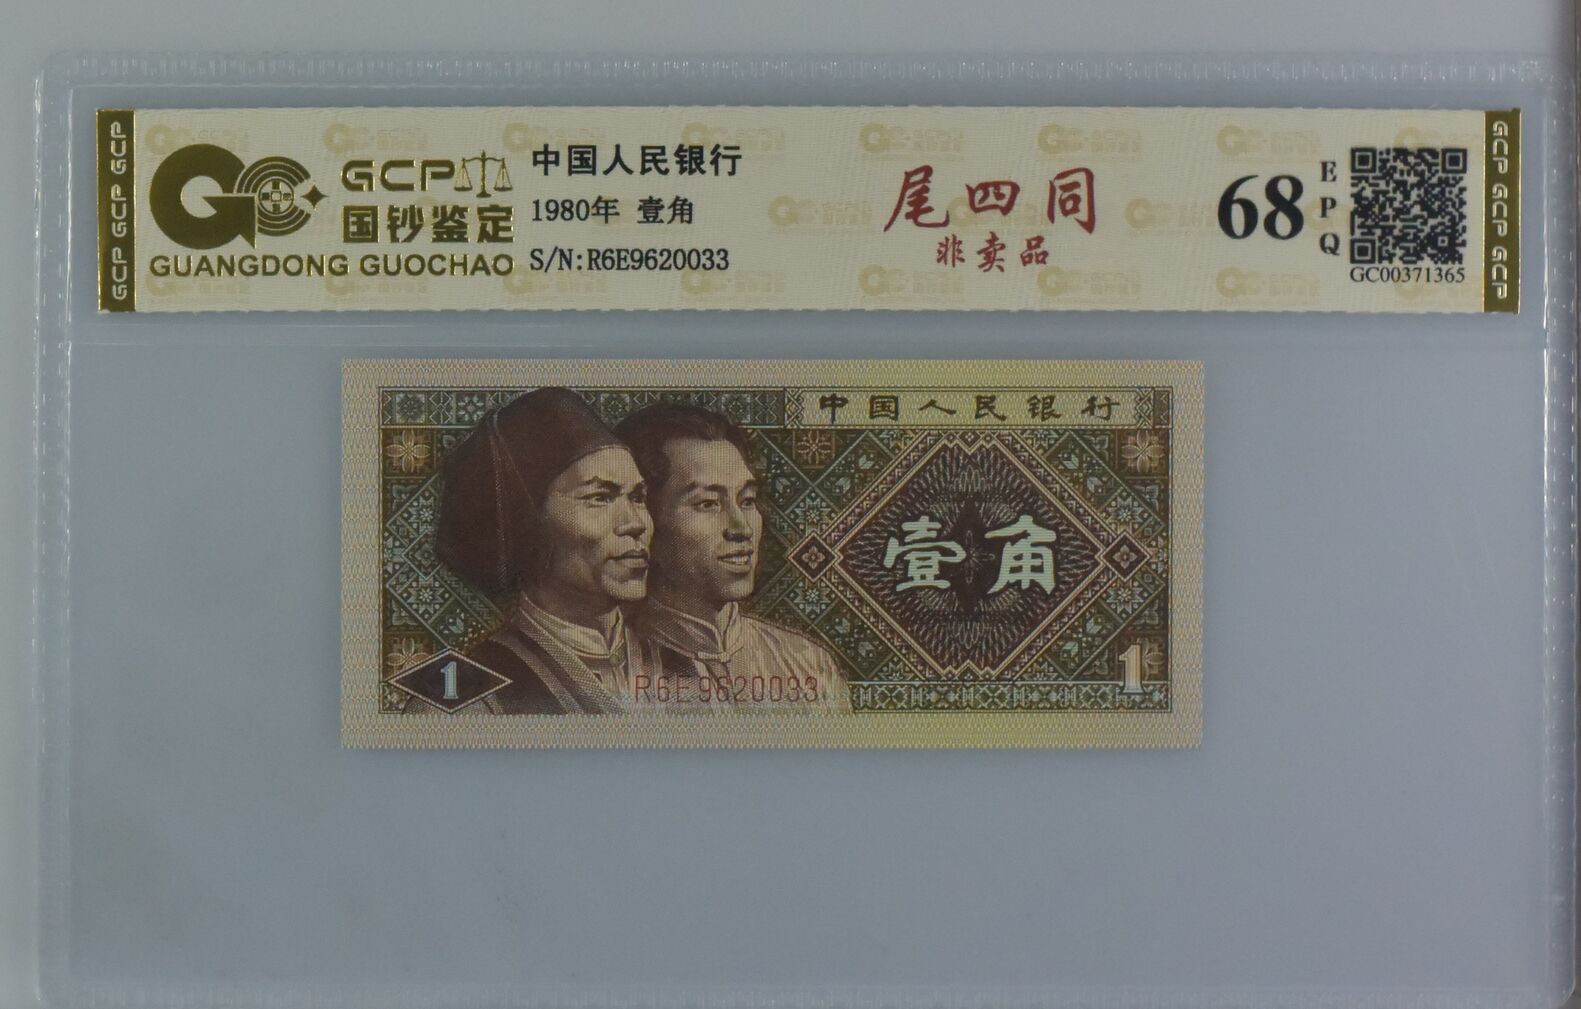 GCP GCP GCP
GCP
国钞鉴定
GUANGDONG GUOCHAO
中国人民银行
1980年 壹角
S/N:R6E9620033
尾四同
非卖品
68
EPQ
GC00371365
GCP GCP GCP
中国人民银行
壹角
1
R6E9620033
1